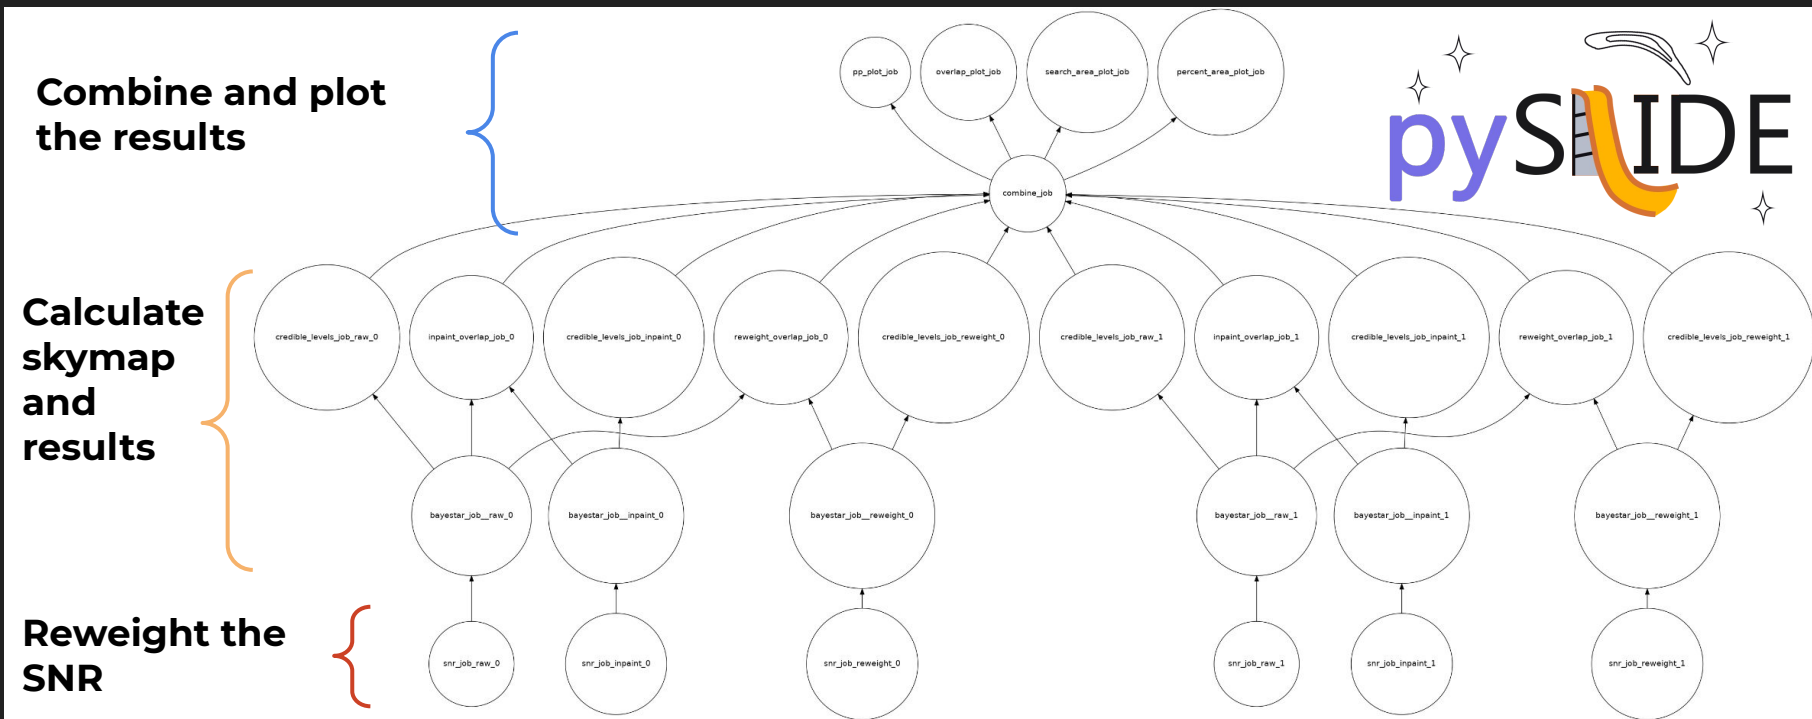 Combine and plot
the results
pp_plot_job
overlap_plot_job
search_area_plot_job
percent_area_plot_job
pySLIDE
combine_job
Calculate
skymap
and
results
credible_levels_job_raw_0
inpaint_overlap_job_0
credible_levels_job_inpaint_0
reweight_overlap_job_0
credible_levels_job_reweight_0
credible_levels_job_raw_1
inpaint_overlap_job_1
credible_levels_job_inpaint_1
reweight_overlap_job_1
credible_levels_job_reweight_1
bayestar_job__raw_0
bayestar_job__inpaint_0
bayestar_job__reweight_0
bayestar_job__raw_1
bayestar_job__inpaint_1
bayestar_job__reweight_1
Reweight the
SNR
snr_job_raw_0
snr_job_inpaint_0
snr_job_reweight_0
snr_job_raw_1
snr_job_inpaint_1
snr_job_reweight_1